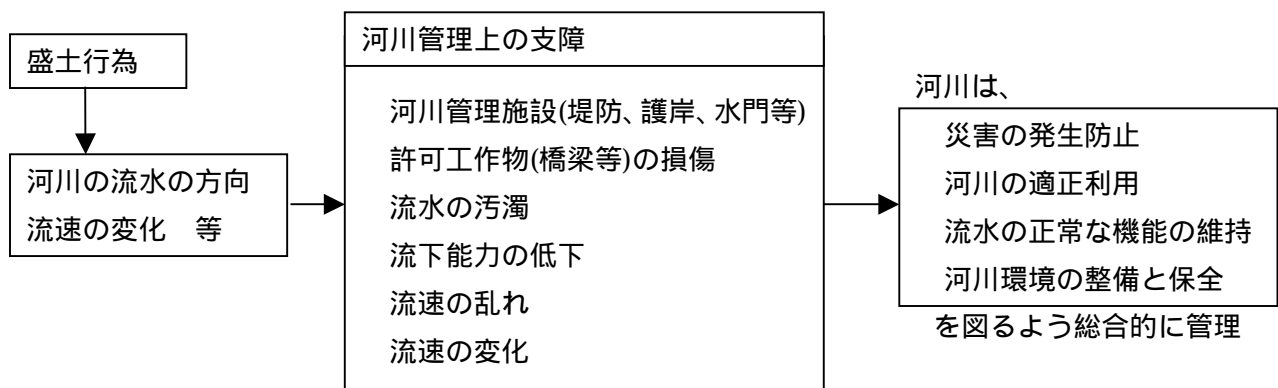 盛土行為
河川の流水の方向
流速の変化　等
河川管理上の支障
河川管理施設(堤防、護岸、水門等)
許可工作物(橋梁等)の損傷
流水の汚濁
流下能力の低下
流速の乱れ
流速の変化
河川は、
災害の発生防止
河川の適正利用
流水の正常な機能の維持
河川環境の整備と保全
を図るよう総合的に管理